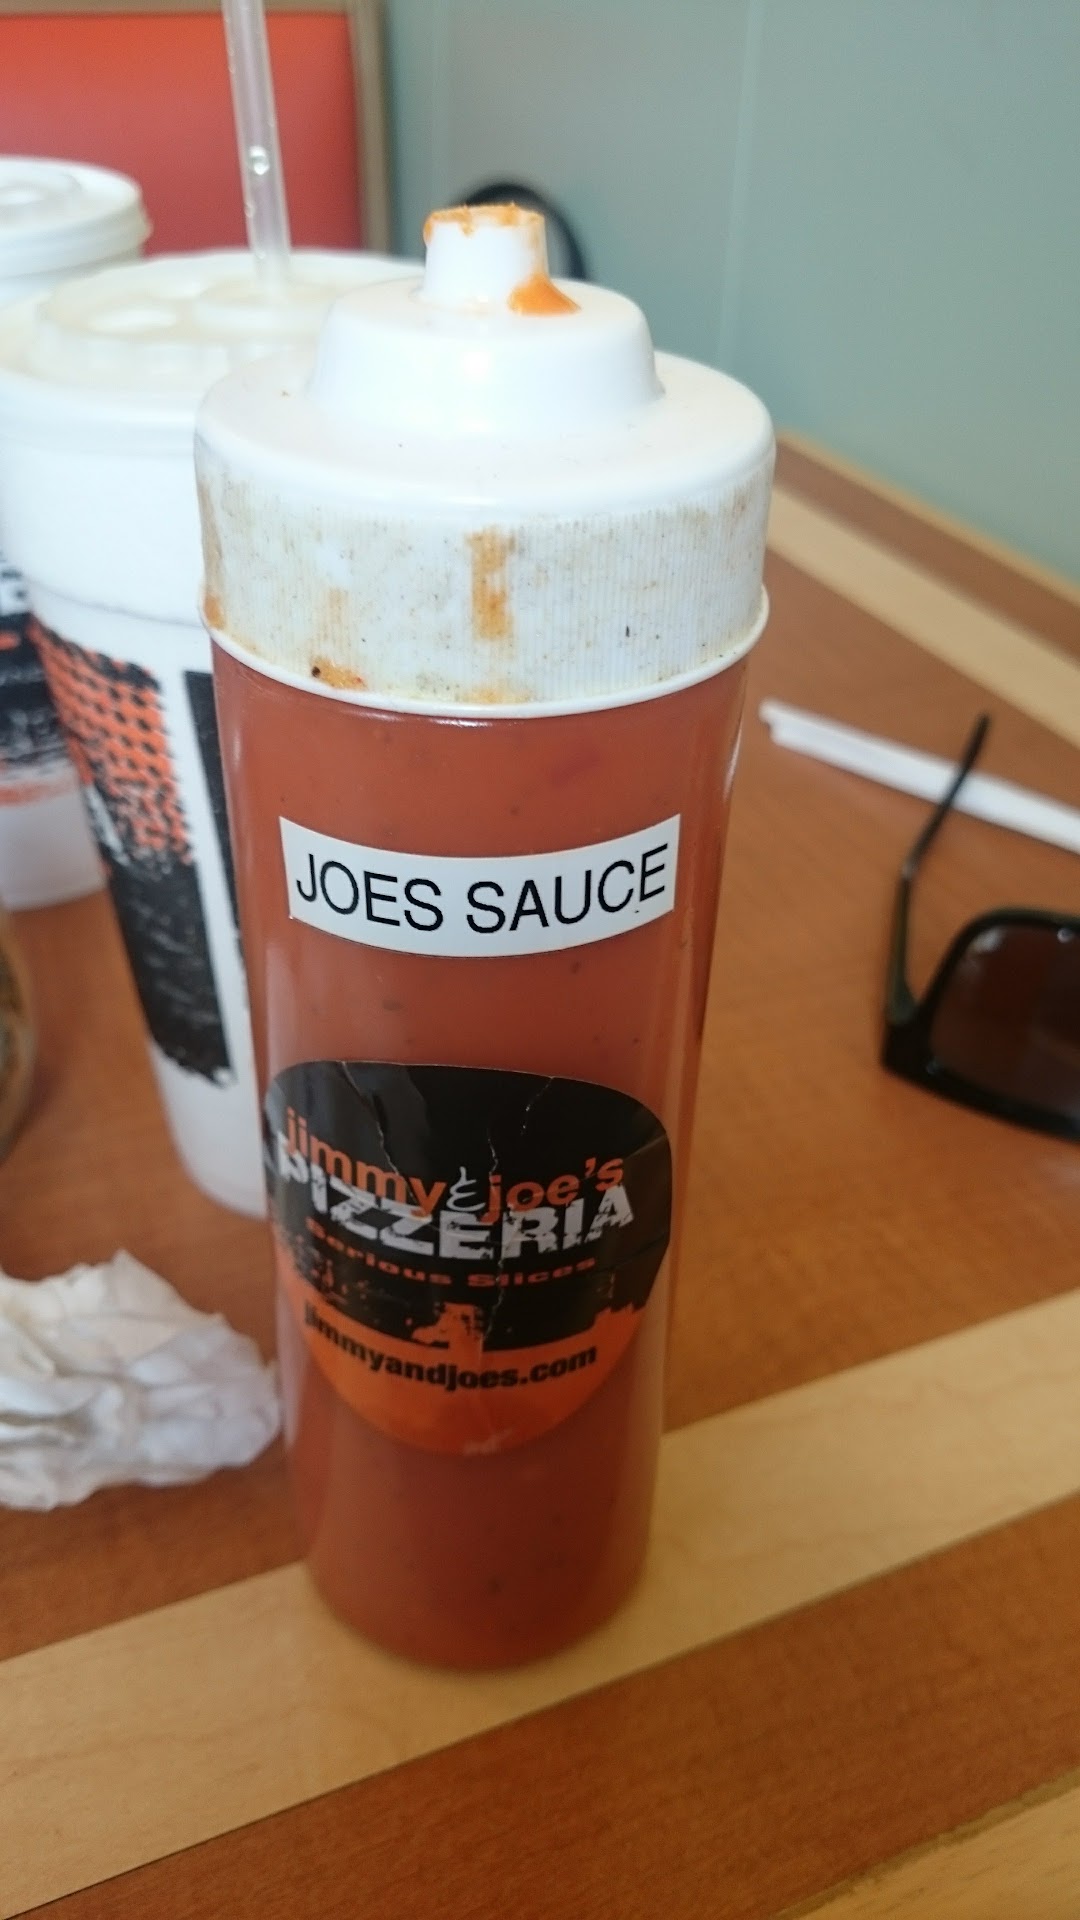 JOES SAUCE
jimmy & joe's
PIZZERIA
Serious Slices
jimmyandjoes.com